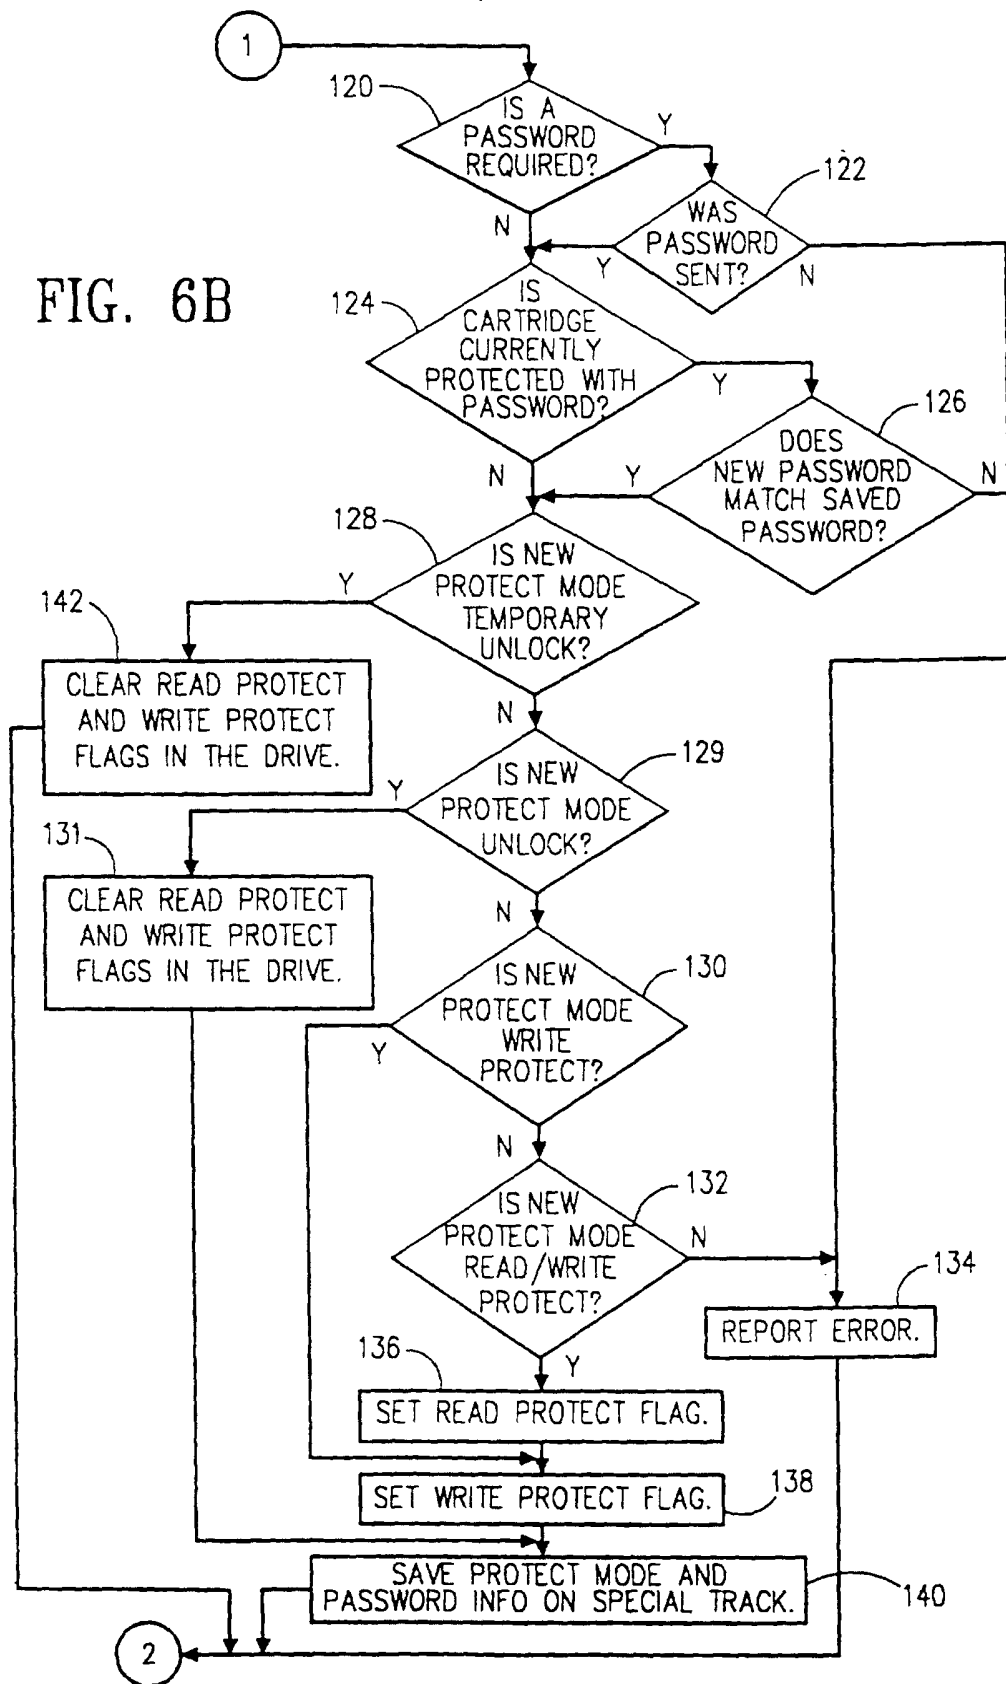 1
120
IS A
PASSWORD
REQUIRED?
Y
122
N
WAS
PASSWORD
SENT?
Y
N
FIG. 6B
124
IS
CARTRIDGE
CURRENTLY
PROTECTED WITH
PASSWORD?
Y
126
N
DOES
NEW PASSWORD
MATCH SAVED
PASSWORD?
Y
N
128
IS NEW
PROTECT MODE
TEMPORARY
UNLOCK?
Y
142
CLEAR READ PROTECT
AND WRITE PROTECT
FLAGS IN THE DRIVE.
N
129
IS NEW
PROTECT MODE
UNLOCK?
Y
131
CLEAR READ PROTECT
AND WRITE PROTECT
FLAGS IN THE DRIVE.
N
130
IS NEW
PROTECT MODE
WRITE
PROTECT?
Y
N
132
IS NEW
PROTECT MODE
READ/WRITE
PROTECT?
N
134
REPORT ERROR.
136
Y
SET READ PROTECT FLAG.
SET WRITE PROTECT FLAG.
138
SAVE PROTECT MODE AND
PASSWORD INFO ON SPECIAL TRACK.
140
2